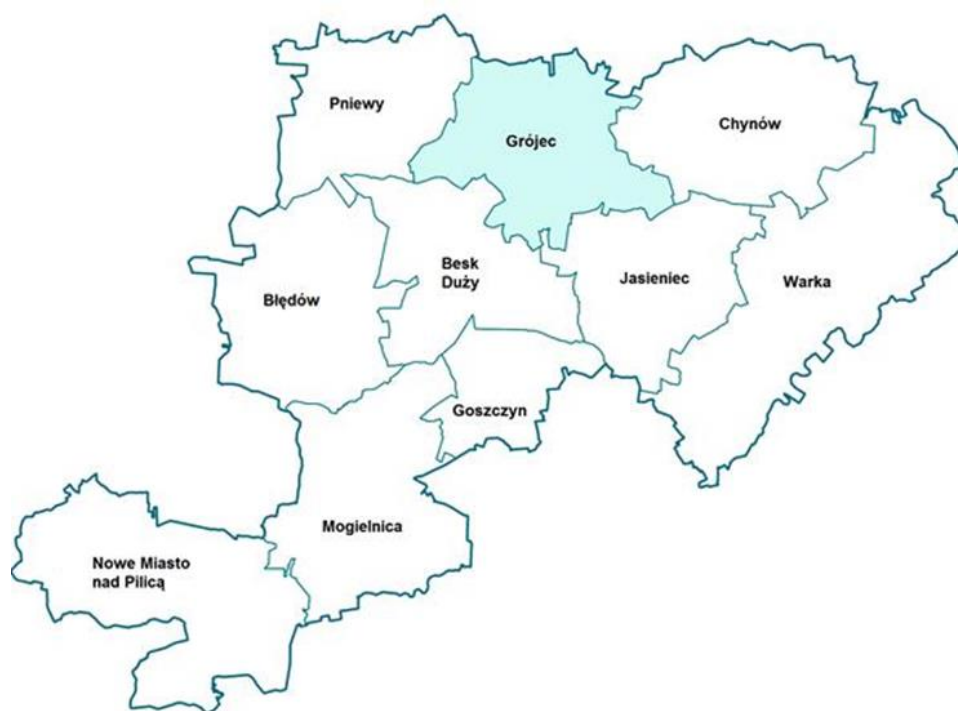 Pniewy
Grójec
Chynów
Besk
Duży
Błędów
Jasieniec
Warka
Goszczyn
Mogielnica
Nowe Miasto
nad Pilicą